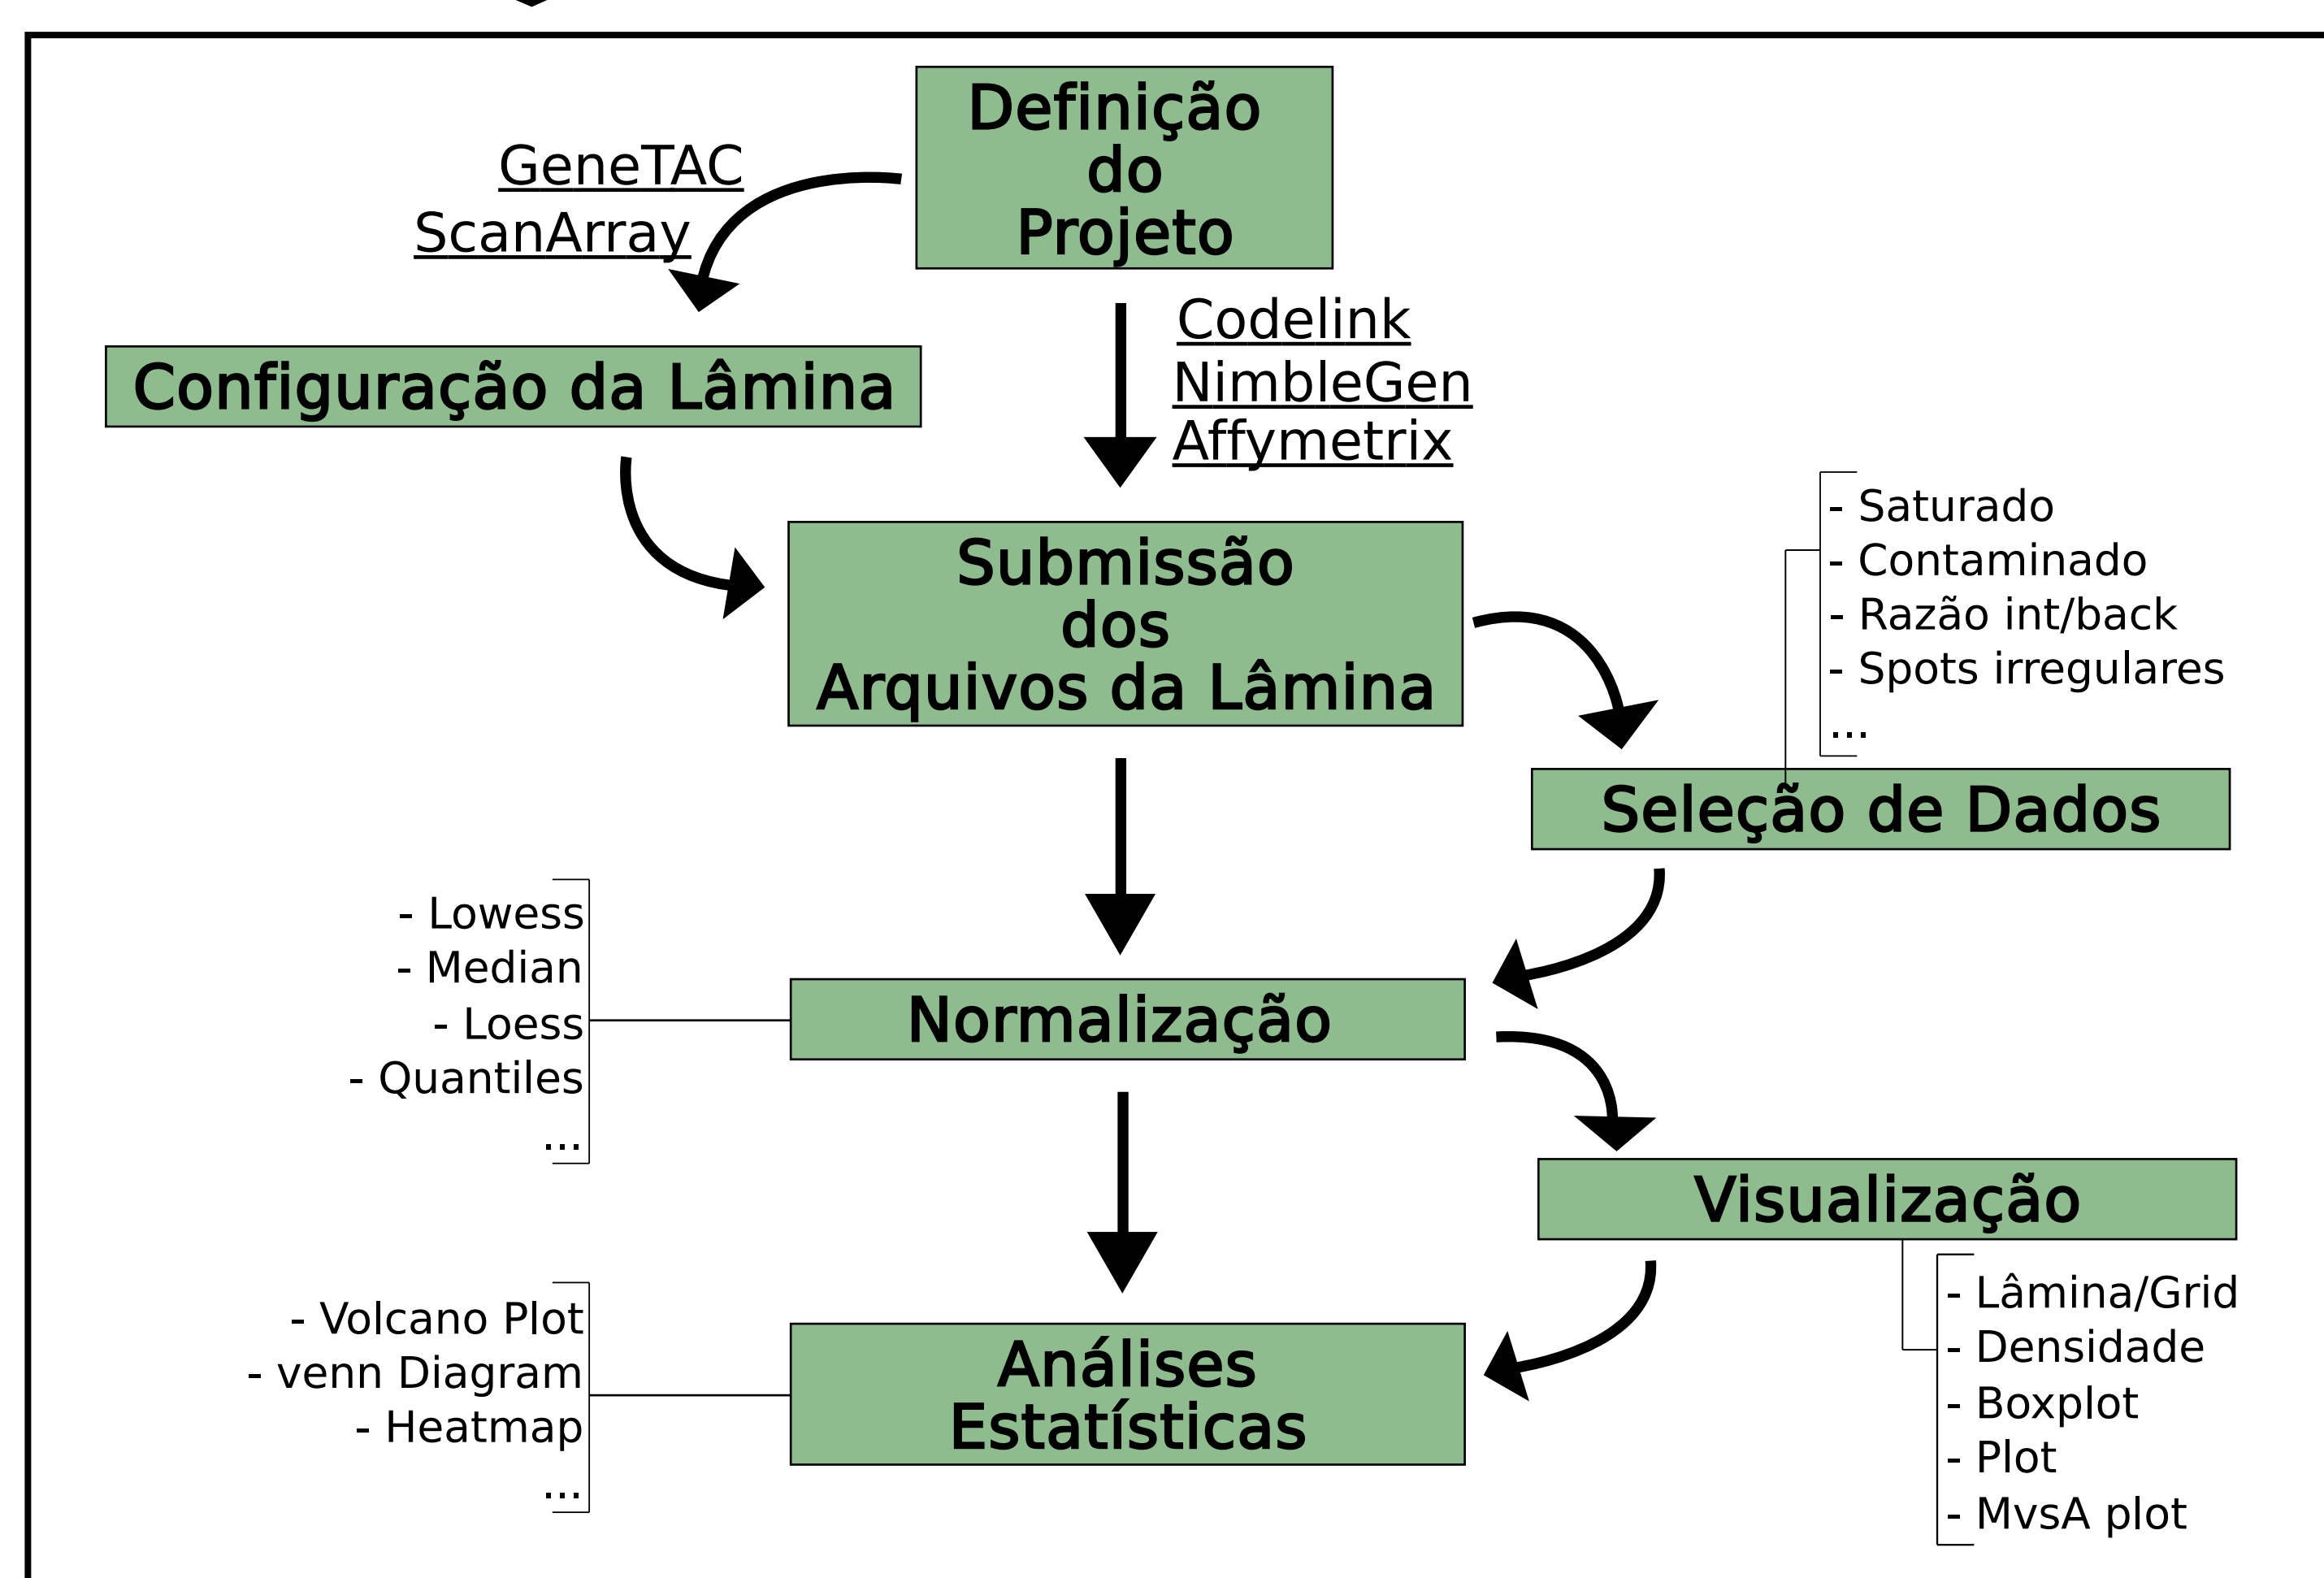 Definição
do
Projeto
GeneTAC
ScanArray
Codelink
NimbleGen
Affymetrix
Configuração da Lâmina
Submissão
dos
Arquivos da Lâmina
- Saturado
- Contaminado
- Razão int/back
- Spots irregulares
...
Seleção de Dados
- Lowess
- Median
- Loess
- Quantiles
...
Normalização
Visualização
- Lâmina/Grid
- Densidade
- Boxplot
- Plot
- MvsA plot
- Volcano Plot
- venn Diagram
- Heatmap
...
Análises
Estatísticas